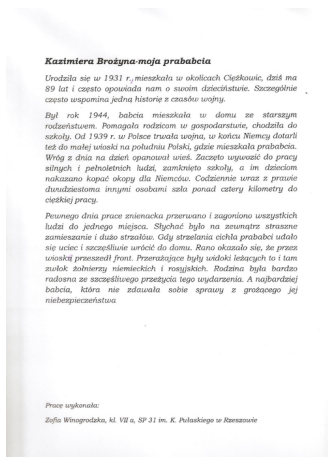 Kazimiera Brożyna-moja prababcia
Urodziła się w 1931 r., mieszkała w okolicach Ciężkowic, dziś ma
89 lat i często opowiada nam o swoim dzieciństwie. Szczególnie
często wspomina jedną historię z czasów wojny.
Był rok 1944, babcia mieszkała w domu ze starszym
rodzeństwem. Pomagała rodzicom w gospodarstwie, chodziła do
szkoły. Od 1939 r. w Polsce trwała wojna, w końcu Niemcy dotarli
też do małej wioski na południu Polski, gdzie mieszkała prababcia.
Wróg z dnia na dzień opanował wieś. Zaczęto wywozić do pracy
silnych i pełnoletnich ludzi, zamknięto szkoły, a im dzieciom
nakazano kopać okopy dla Niemców. Codziennie wraz z prawie
dwudziestoma innymi osobami szła ponad cztery kilometry do
ciężkiej pracy.
Pewnego dnia prace znienacka przerwano i zagoniono wszystkich
ludzi do jednego miejsca. Słychać było na zewnątrz straszne
zamieszanie i dużo strzałów. Gdy strzelania cichła prababci udało
się uciec i szczęśliwie wrócić do domu. Rano okazało się, że przez
wioskę przeszedł front. Przerażające były widoki leżących to i tam
zwłok żołnierzy niemieckich i rosyjskich. Rodzina była bardzo
radosna ze szczęśliwego przeżycia tego wydarzenia. A najbardziej
babcia, która nie zdawała sobie sprawy z grożącego jej
niebezpieczeństwa
Pracę wykonała:
Zofia Winogrodzka, kl. VII a, SP 31 im. K. Pułaskiego w Rzeszowie